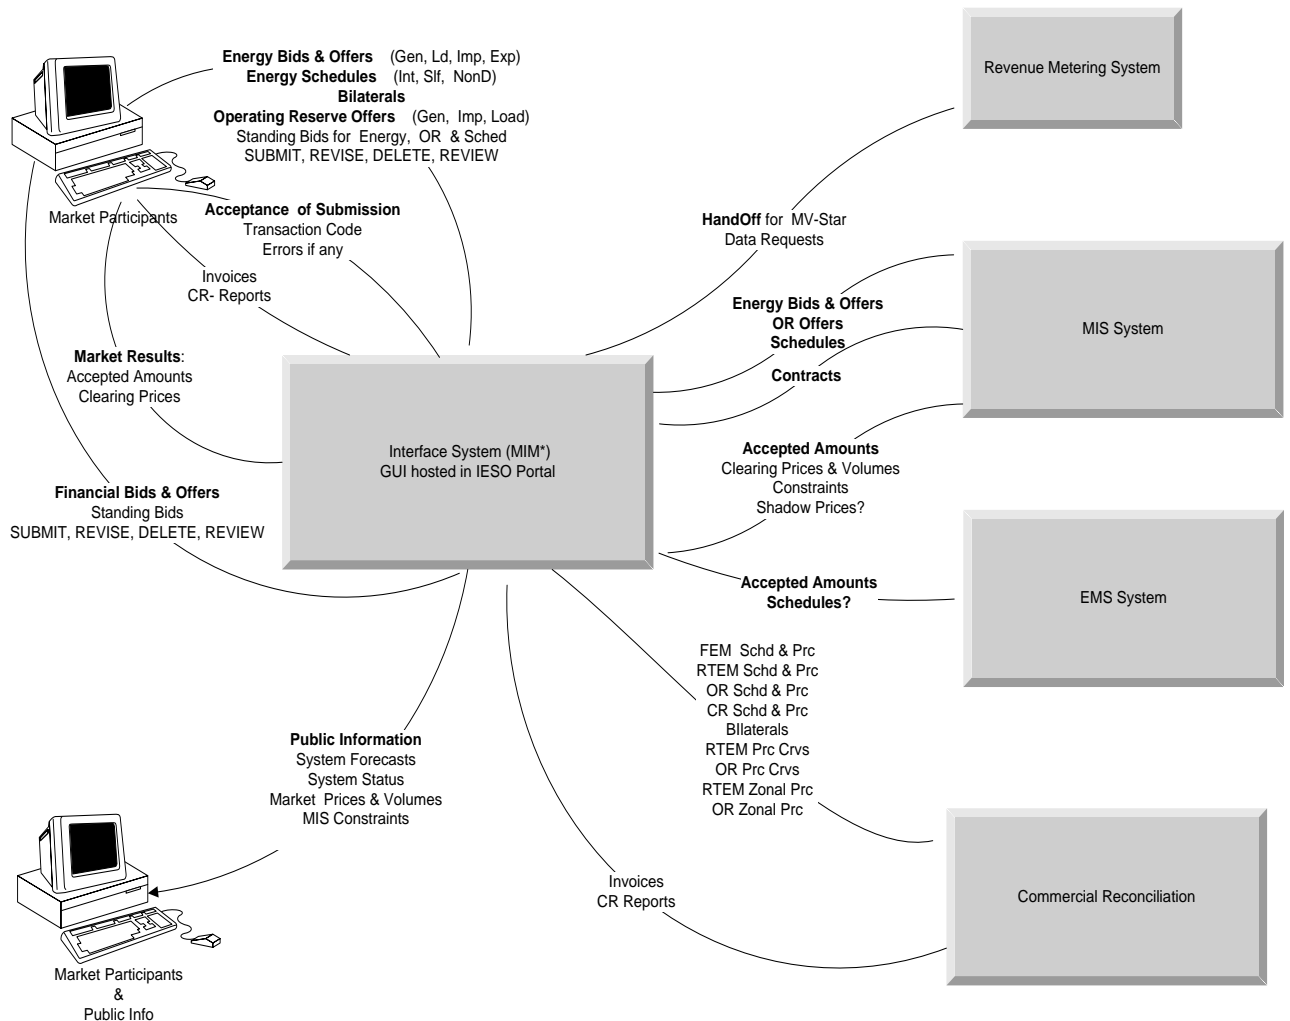 Energy Bids & Offers (Gen, Ld, Imp, Exp)
Energy Schedules (Int, Slf, NonD)
Bilaterals
Operating Reserve Offers (Gen, Imp, Load)
Standing Bids for Energy, OR & Sched
SUBMIT, REVISE, DELETE, REVIEW
Revenue Metering System
Market Participants
Acceptance of Submission
Transaction Code
Errors if any
Invoices
CR- Reports
HandOff for MV-Star
Data Requests
Energy Bids & Offers
OR Offers
Schedules
Contracts
MIS System
Market Results:
Accepted Amounts
Clearing Prices
Interface System (MIM*)
GUI hosted in IESO Portal
Accepted Amounts
Clearing Prices & Volumes
Constraints
Shadow Prices?
Financial Bids & Offers
Standing Bids
SUBMIT, REVISE, DELETE, REVIEW
Accepted Amounts
Schedules?
EMS System
FEM Schd & Prc
RTEM Schd & Prc
OR Schd & Prc
CR Schd & Prc
BIlaterals
RTEM Prc Crvs
OR Prc Crvs
RTEM Zonal Prc
OR Zonal Prc
Public Information
System Forecasts
System Status
Market Prices & Volumes
MIS Constraints
Invoices
CR Reports
Commercial Reconciliation
Market Participants
&
Public Info